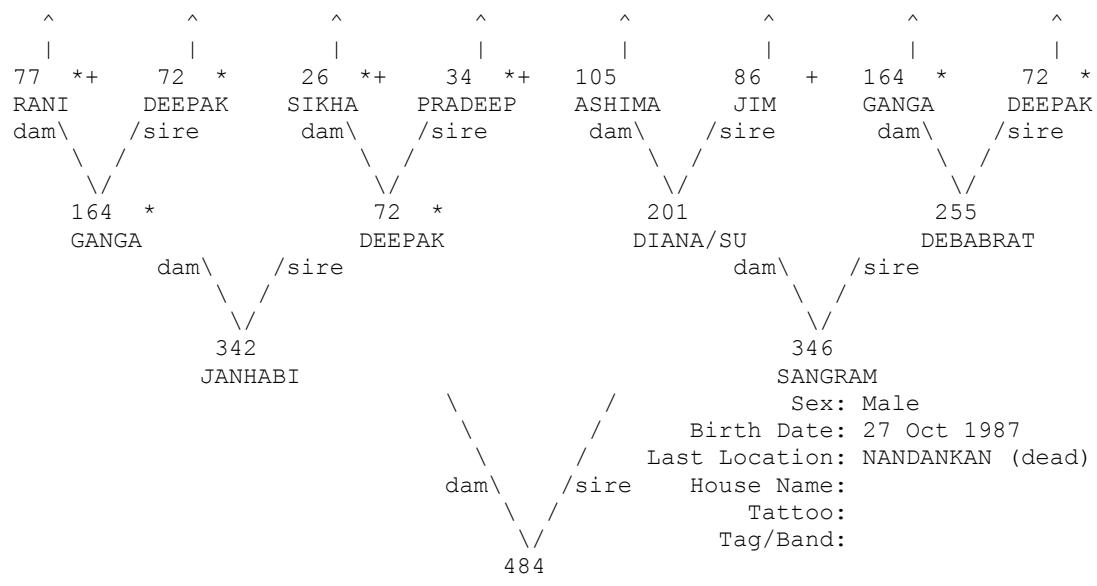 ^ ^ ^ ^ ^ ^ ^ ^
| | | | | | | |
77 *+ 72 * 26 *+ 34 *+ 105 86 + 164 * 72 *
RANI DEEPAK SIKHA PRADEEP ASHIMA JIM GANGA DEEPAK
dam\ /sire dam\ /sire dam\ /sire dam\ /sire
\ / \ / \ / \ /
\/ \/ \/ \/
164 * 72 * 201 255
GANGA DEEPAK DIANA/SU DEBABRAT
dam\ /sire dam\ /sire
\ / \ /
\ / \ /
\/ \/
342 346
JANHABI SANGRAM
\ / Sex: Male
\ / Birth Date: 27 Oct 1987
\ / Last Location: NANDANKAN (dead)
dam\ /sire House Name:
\ / Tattoo:
\/ Tag/Band:
484